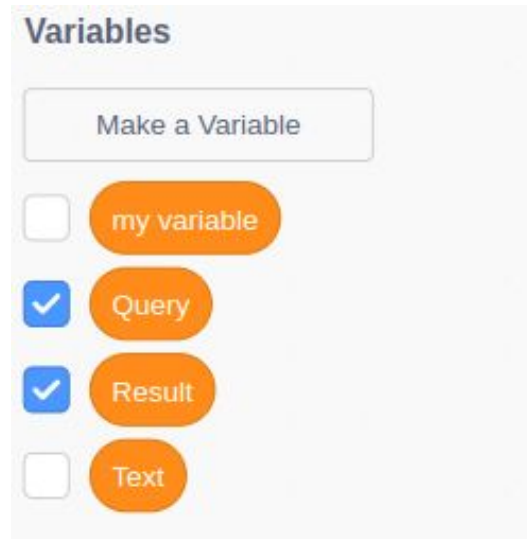 Variables
Make a Variable
my variable
Query
Result
Text